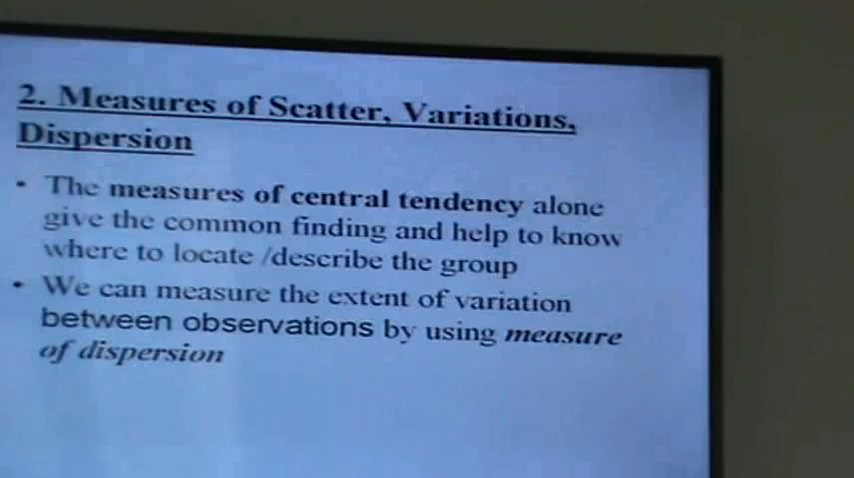 2. Measures of Scatter, Variations,
Dispersion
• The measures of central tendency alone
give the common finding and help to know
where to locate /describe the group
• We can measure the extent of variation
between observations by using measure
of dispersion